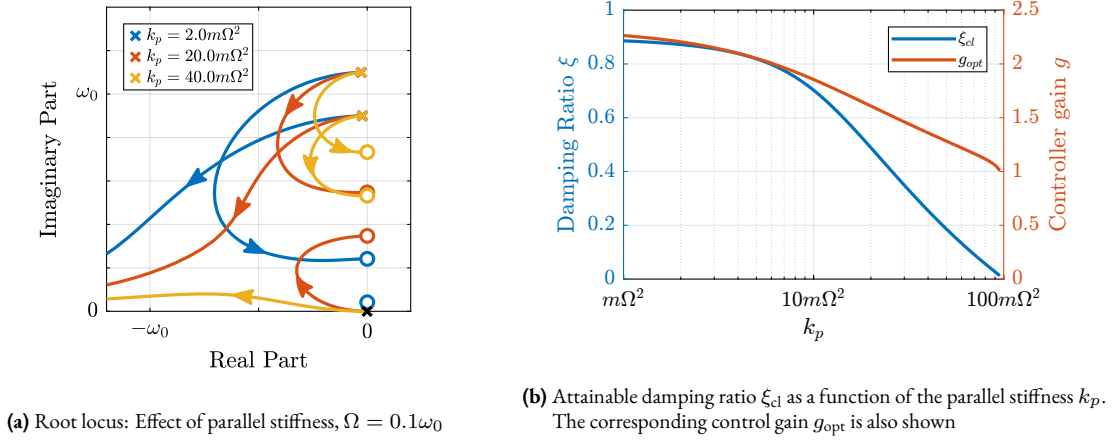 k_p = 2.0mΩ²
k_p = 20.0mΩ²
k_p = 40.0mΩ²
ω₀
Imaginary Part
0
−ω₀
0
Real Part
(a) Root locus: Effect of parallel stiffness, Ω = 0.1ω₀
1
0.8
0.6
0.4
0.2
0
Damping Ratio ξ
ξ_cl
g_opt
2.5
2
1.5
1
0.5
0
Controller gain g
mΩ²
10mΩ²
100mΩ²
k_p
(b) Attainable damping ratio ξ_cl as a function of the parallel stiffness k_p.
The corresponding control gain g_opt is also shown